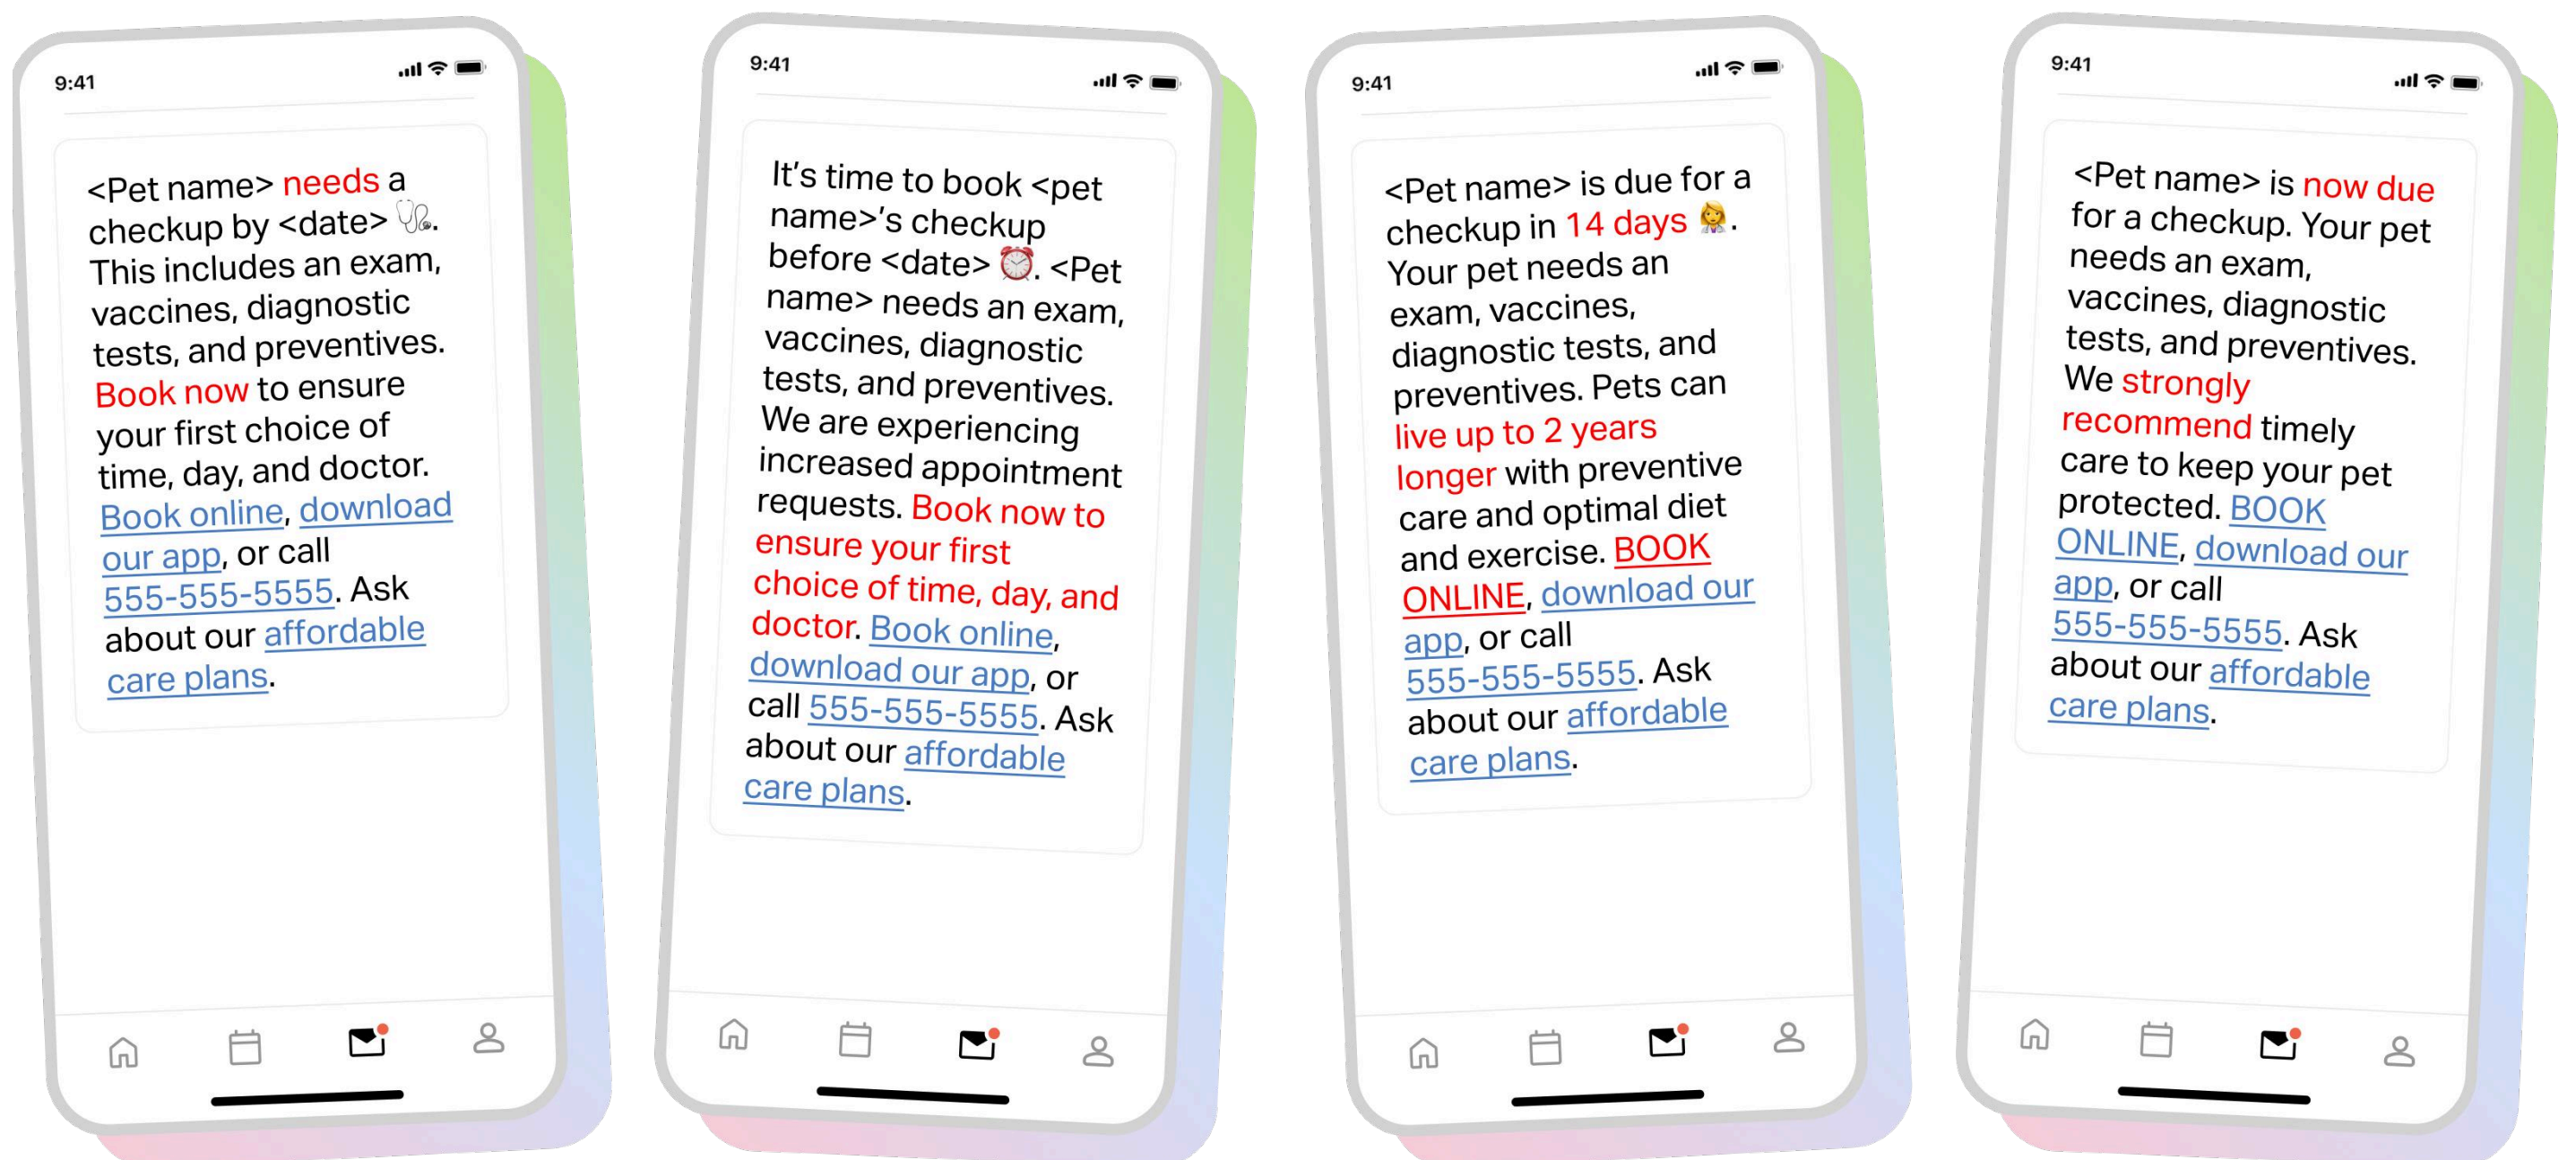 9:41
<Pet name> needs a
checkup by <date> 🩺.
This includes an exam,
vaccines, diagnostic
tests, and preventives.
Book now to ensure
your first choice of
time, day, and doctor.
Book online, download
our app, or call
555-555-5555. Ask
about our affordable
care plans.
9:41
It’s time to book <pet
name>’s checkup
before <date> ⏰. <Pet
name> needs an exam,
vaccines, diagnostic
tests, and preventives.
We are experiencing
increased appointment
requests. Book now to
ensure your first
choice of time, day, and
doctor. Book online,
download our app, or
call 555-555-5555. Ask
about our affordable
care plans.
9:41
<Pet name> is due for a
checkup in 14 days 👩‍⚕️.
Your pet needs an
exam, vaccines,
diagnostic tests, and
preventives. Pets can
live up to 2 years
longer with preventive
care and optimal diet
and exercise. BOOK
ONLINE, download our
app, or call
555-555-5555. Ask
about our affordable
care plans.
9:41
<Pet name> is now due
for a checkup. Your pet
needs an exam,
vaccines, diagnostic
tests, and preventives.
We strongly
recommend timely
care to keep your pet
protected. BOOK
ONLINE, download our
app, or call
555-555-5555. Ask
about our affordable
care plans.